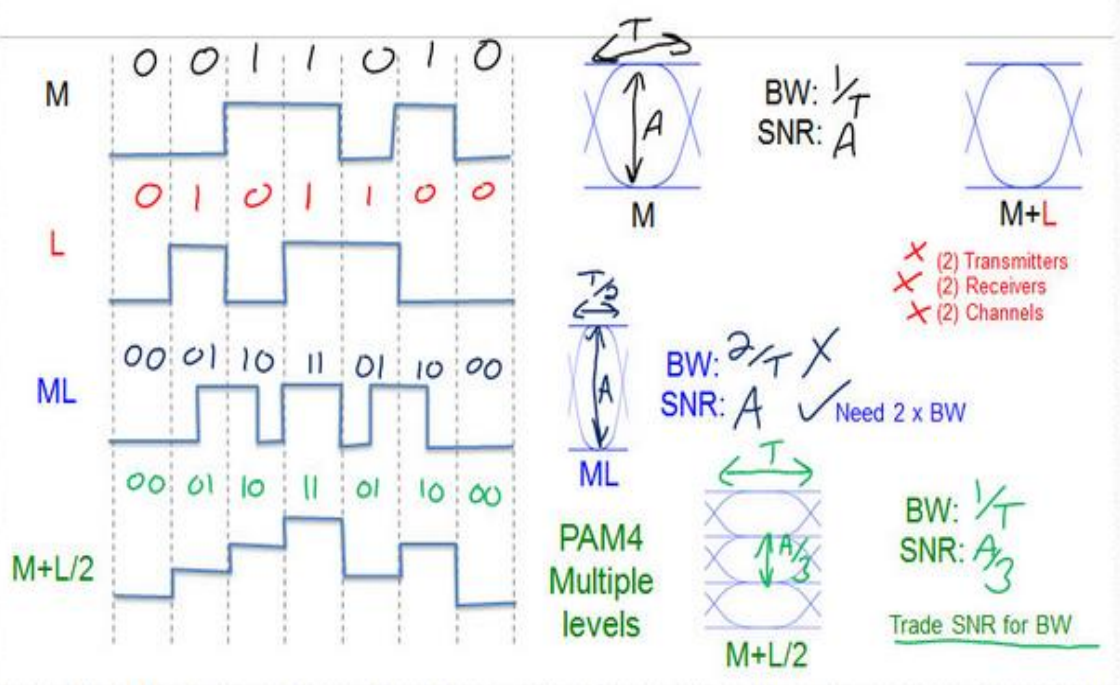 M
0 0 1 1 0 1 0
L
0 1 0 1 1 0 0
ML
00 01 10 11 01 10 00
M+L/2
00 01 10 11 01 10 00
T
A
M
BW: 1/T
SNR: A
M+L
X (2) Transmitters
X (2) Receivers
X (2) Channels
T/2
A
ML
BW: 2/T X
SNR: A ✓ Need 2 x BW
PAM4
Multiple
levels
T
A/3
M+L/2
BW: 1/T
SNR: A/3
Trade SNR for BW